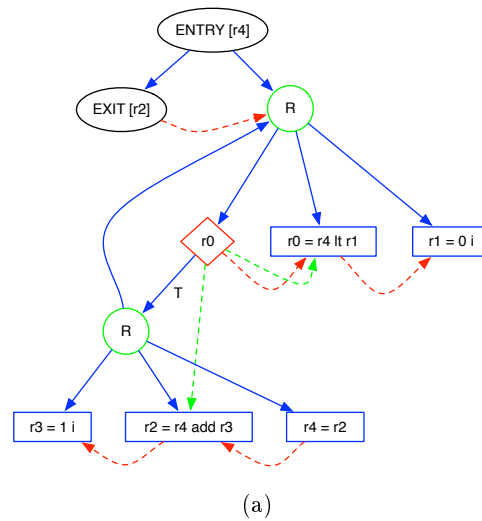 ENTRY [r4]
EXIT [r2]
R
r0
r0 = r4 lt r1
r1 = 0 i
T
R
r3 = 1 i
r2 = r4 add r3
r4 = r2
(a)